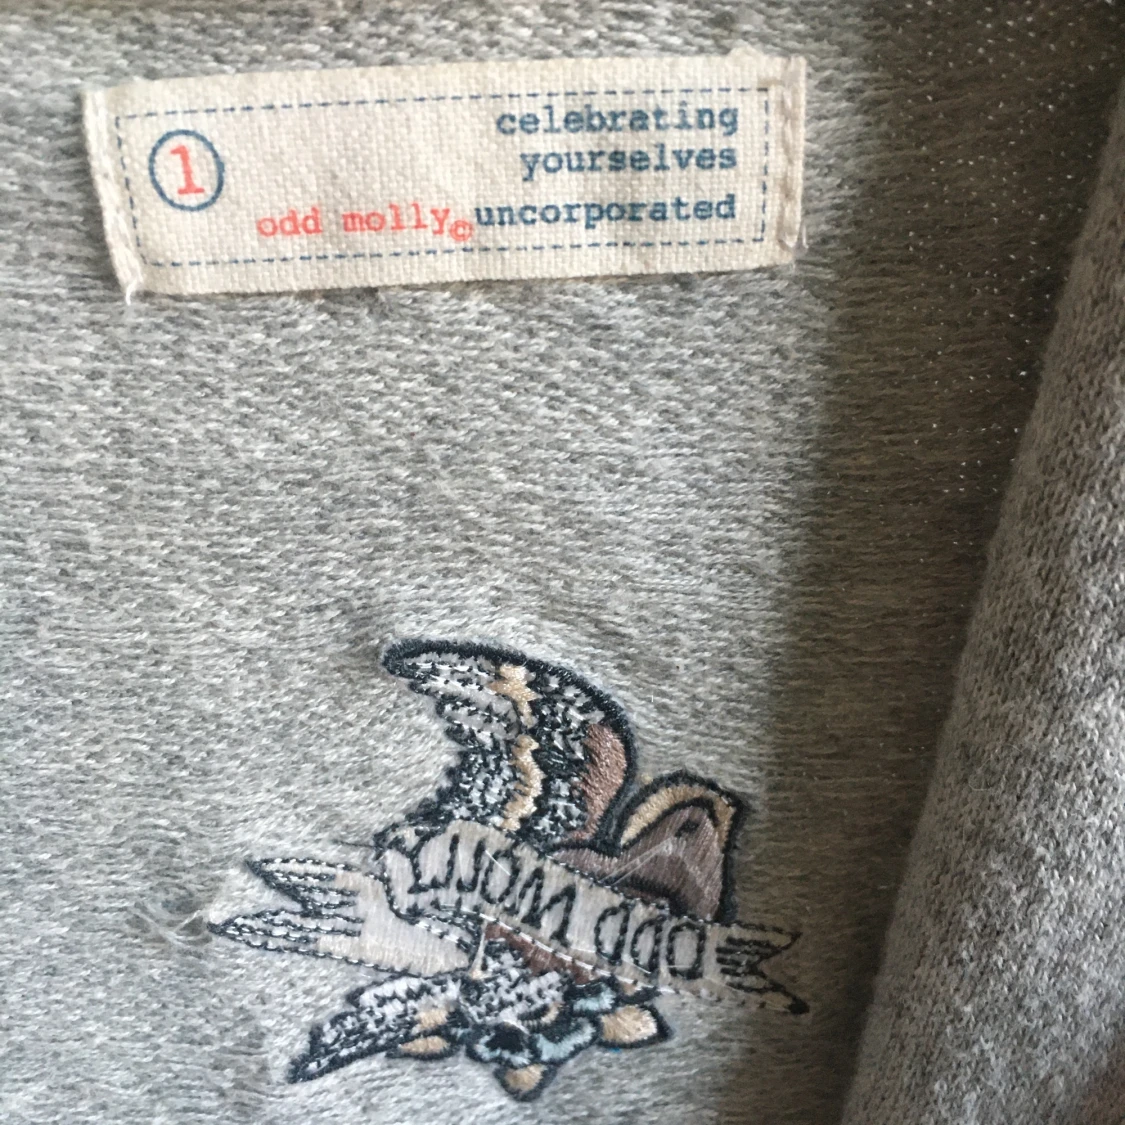 1
celebrating
yourselves
odd molly© uncorporated
ODD MOLLY